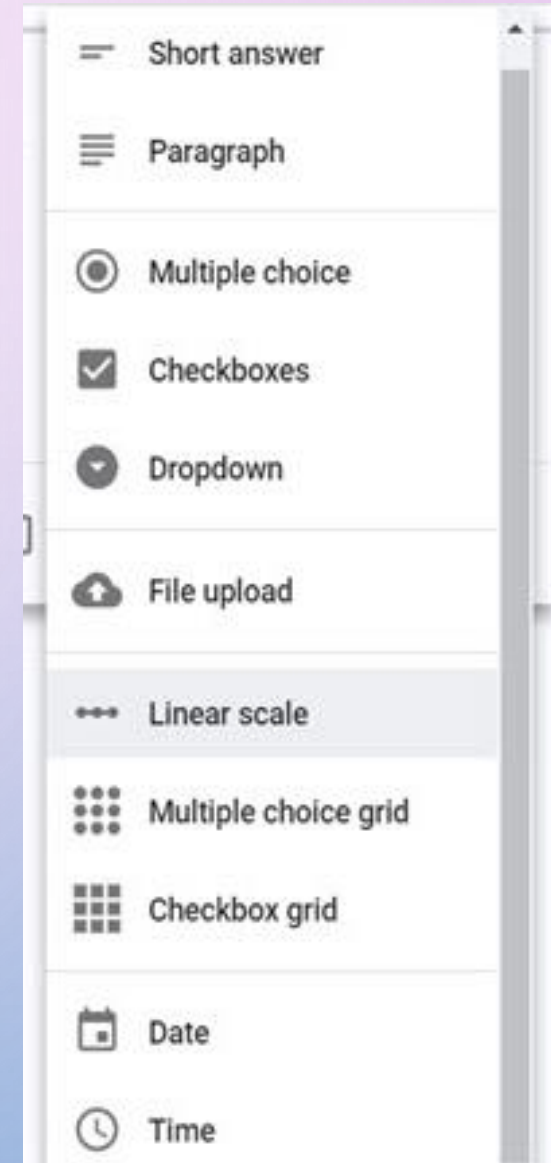 Short answer
Paragraph
Multiple choice
Checkboxes
Dropdown
File upload
Linear scale
Multiple choice grid
Checkbox grid
Date
Time